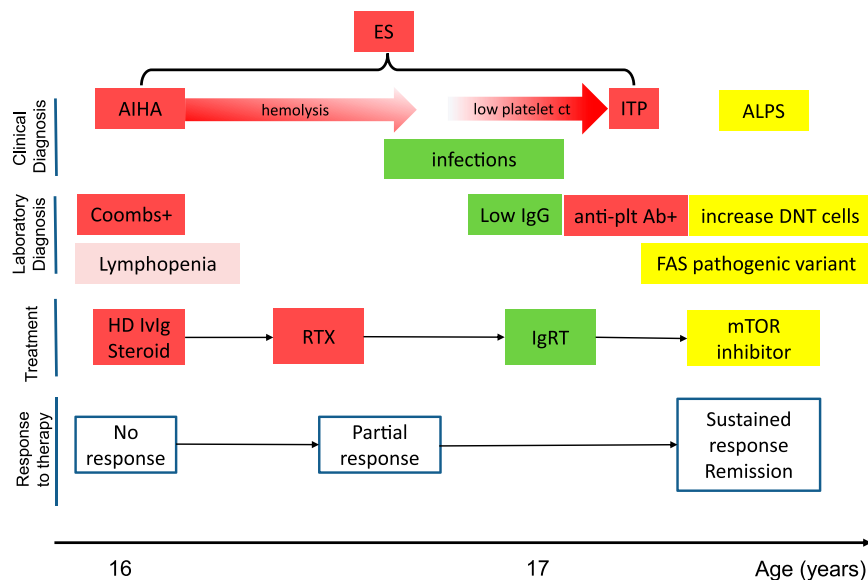 ES
AIHA
hemolysis
low platelet ct
ITP
ALPS
infections
Clinical
Diagnosis
Coombs+
Low IgG
anti-plt Ab+
increase DNT cells
Lymphopenia
FAS pathogenic variant
Laboratory
Diagnosis
HD IvIg
Steroid
RTX
IgRT
mTOR
inhibitor
Treatment
No
response
Partial
response
Sustained
response
Remission
Response
to therapy
16
17
Age (years)